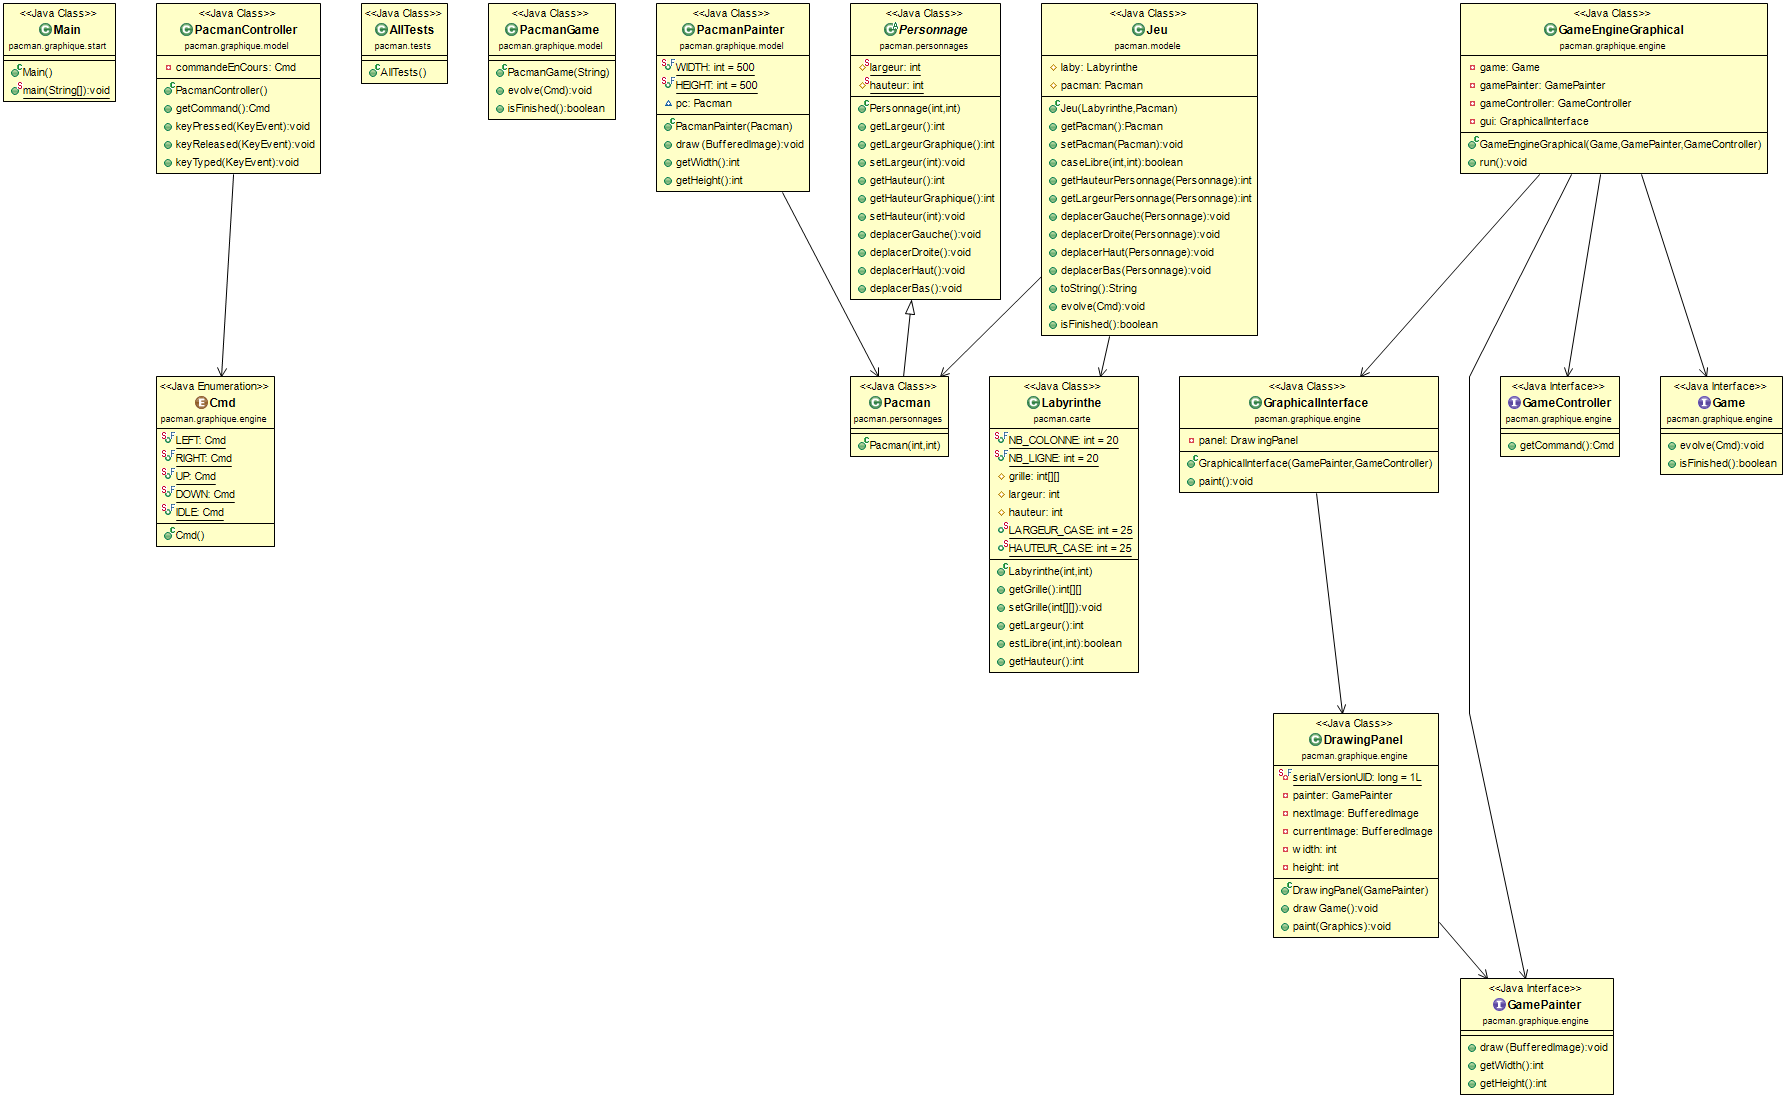 <<Java Class>>
Main
pacman.graphique.start
Main()
main(String[]):void
<<Java Class>>
PacmanController
pacman.graphique.model
commandeEnCours: Cmd
PacmanController()
getCommand():Cmd
keyPressed(KeyEvent):void
keyReleased(KeyEvent):void
keyTyped(KeyEvent):void
<<Java Class>>
AllTests
pacman.tests
AllTests()
<<Java Class>>
PacmanGame
pacman.graphique.model
PacmanGame(String)
evolve(Cmd):void
isFinished():boolean
<<Java Class>>
PacmanPainter
pacman.graphique.model
WIDTH: int = 500
HEIGHT: int = 500
pc: Pacman
PacmanPainter(Pacman)
draw(BufferedImage):void
getWidth():int
getHeight():int
<<Java Class>>
Personnage
pacman.personnages
largeur: int
hauteur: int
Personnage(int,int)
getLargeur():int
getLargeurGraphique():int
setLargeur(int):void
getHauteur():int
getHauteurGraphique():int
setHauteur(int):void
deplacerGauche():void
deplacerDroite():void
deplacerHaut():void
deplacerBas():void
<<Java Class>>
Jeu
pacman.modele
laby: Labyrinthe
pacman: Pacman
Jeu(Labyrinthe,Pacman)
getPacman():Pacman
setPacman(Pacman):void
caseLibre(int,int):boolean
getHauteurPersonnage(Personnage):int
getLargeurPersonnage(Personnage):int
deplacerGauche(Personnage):void
deplacerDroite(Personnage):void
deplacerHaut(Personnage):void
deplacerBas(Personnage):void
toString():String
evolve(Cmd):void
isFinished():boolean
<<Java Class>>
GameEngineGraphical
pacman.graphique.engine
game: Game
gamePainter: GamePainter
gameController: GameController
gui: GraphicalInterface
GameEngineGraphical(Game,GamePainter,GameController)
run():void
<<Java Enumeration>>
Cmd
pacman.graphique.engine
LEFT: Cmd
RIGHT: Cmd
UP: Cmd
DOWN: Cmd
IDLE: Cmd
Cmd()
<<Java Class>>
Pacman
pacman.personnages
Pacman(int,int)
<<Java Class>>
Labyrinthe
pacman.carte
NB_COLONNE: int = 20
NB_LIGNE: int = 20
grille: int[][]
largeur: int
hauteur: int
LARGEUR_CASE: int = 25
HAUTEUR_CASE: int = 25
Labyrinthe(int,int)
getGrille():int[][]
setGrille(int[][]):void
getLargeur():int
estLibre(int,int):boolean
getHauteur():int
<<Java Class>>
GraphicalInterface
pacman.graphique.engine
panel: DrawingPanel
GraphicalInterface(GamePainter,GameController)
paint():void
<<Java Interface>>
GameController
pacman.graphique.engine
getCommand():Cmd
<<Java Interface>>
Game
pacman.graphique.engine
evolve(Cmd):void
isFinished():boolean
<<Java Class>>
DrawingPanel
pacman.graphique.engine
serialVersionUID: long = 1L
painter: GamePainter
nextImage: BufferedImage
currentImage: BufferedImage
width: int
height: int
DrawingPanel(GamePainter)
drawGame():void
paint(Graphics):void
<<Java Interface>>
GamePainter
pacman.graphique.engine
draw(BufferedImage):void
getWidth():int
getHeight():int